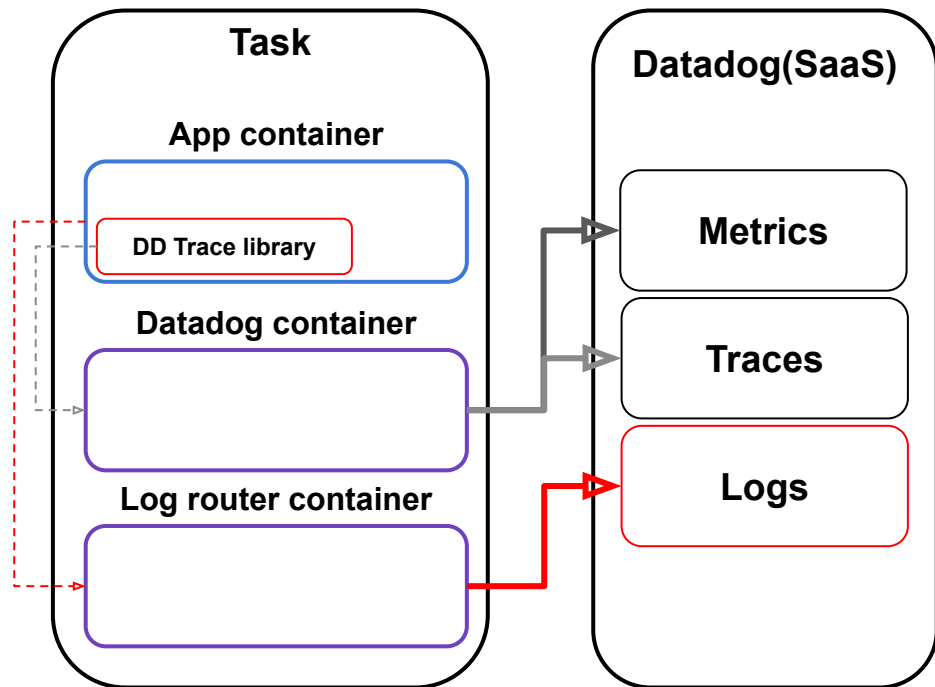 Task
App container
DD Trace library
Datadog container
Log router container
Datadog(SaaS)
Metrics
Traces
Logs